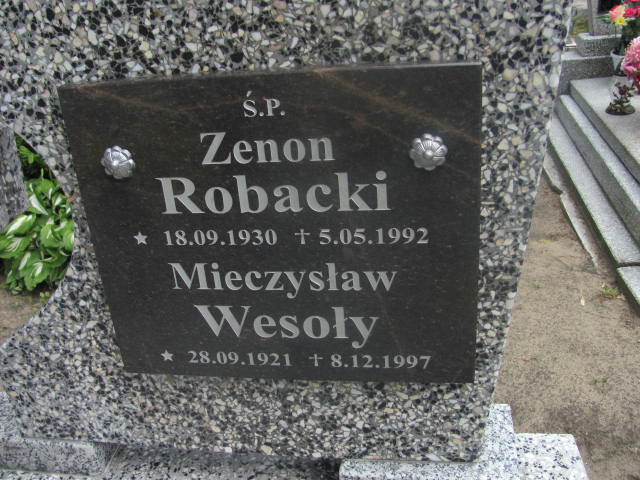 Ś.P.
Zenon
Robacki
★ 18.09.1930 ✝ 5.05.1992
Mieczysław
Wesoły
★ 28.09.1921 ✝ 8.12.1997